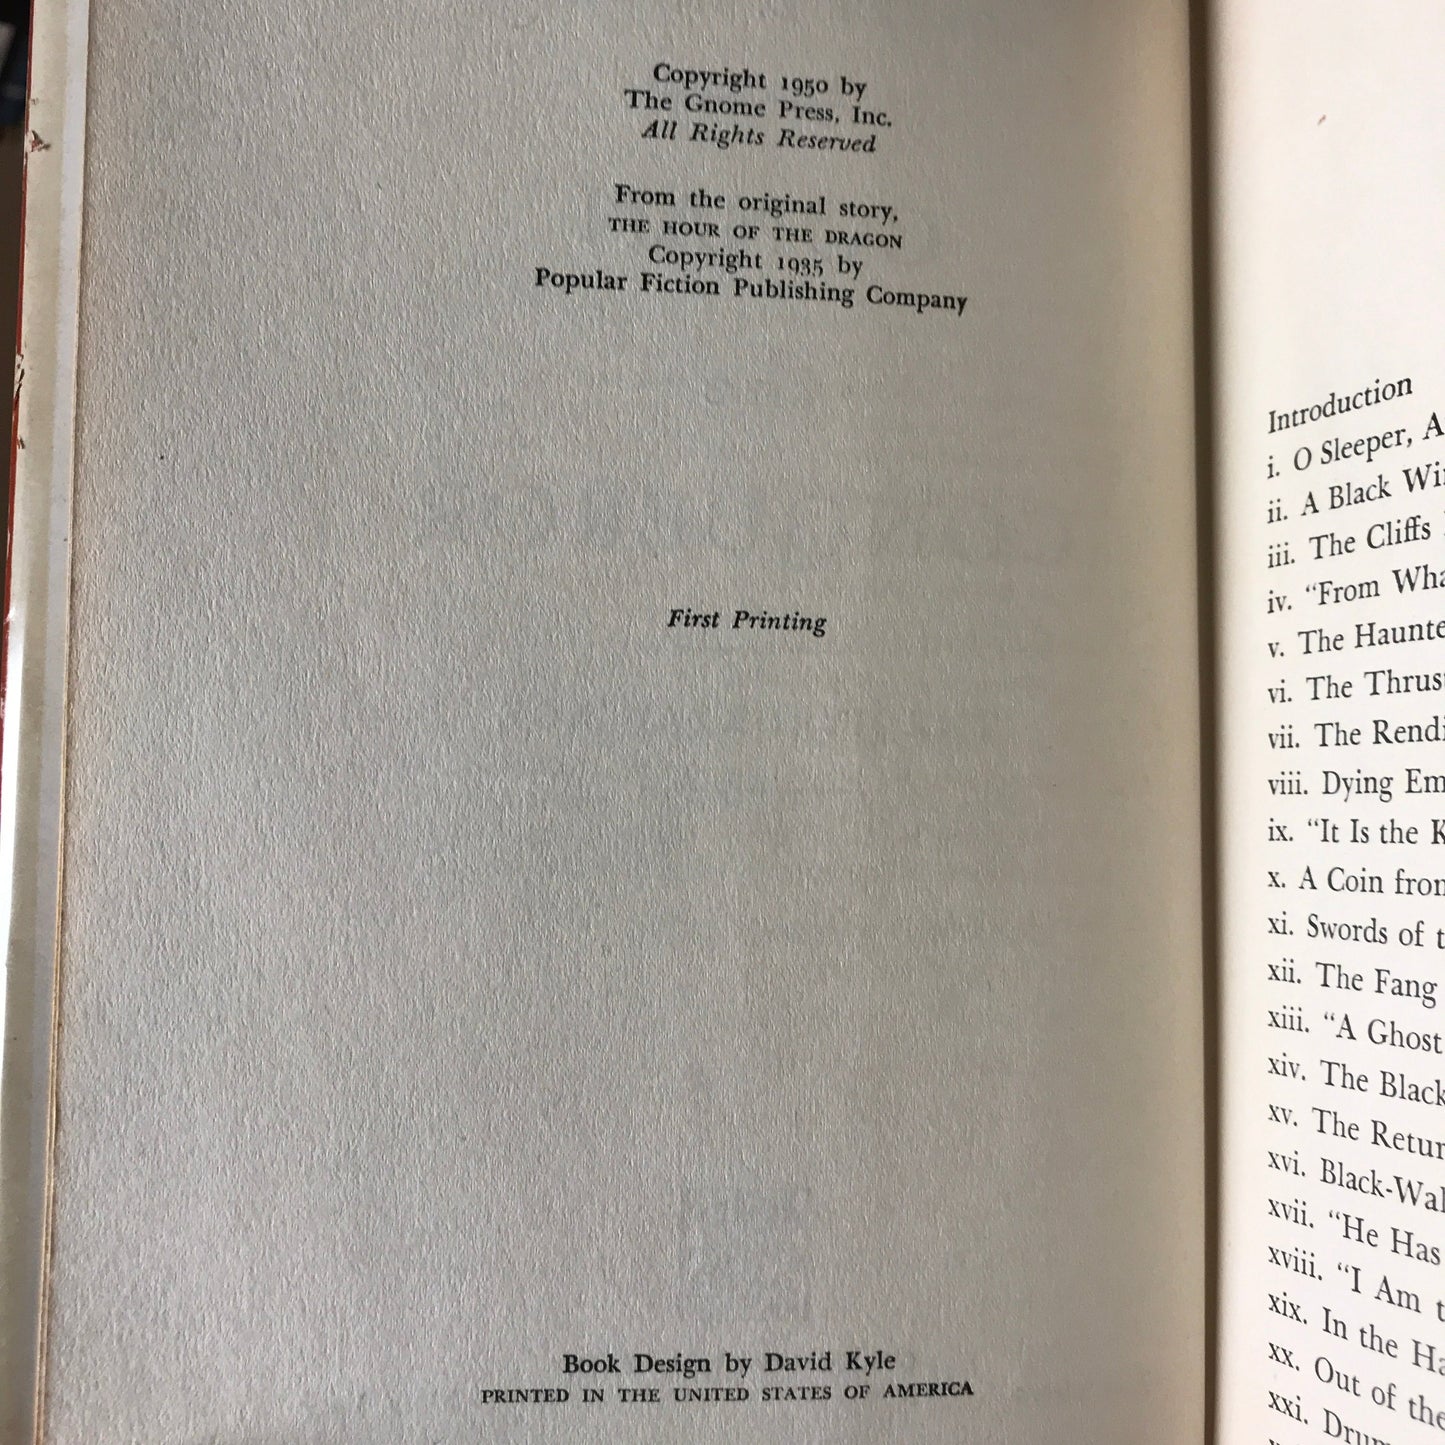 Copyright 1950 by
The Gnome Press, Inc.
All Rights Reserved
From the original story,
THE HOUR OF THE DRAGON
Copyright 1935 by
Popular Fiction Publishing Company
First Printing
Book Design by David Kyle
PRINTED IN THE UNITED STATES OF AMERICA
Introduction
i. O Sleeper, A
ii. A Black Wi
iii. The Cliffs
iv. “From Wha
v. The Haunte
vi. The Thrus
vii. The Rendi
viii. Dying Em
ix. “It Is the K
x. A Coin from
xi. Swords of t
xii. The Fang
xiii. “A Ghost
xiv. The Black
xv. The Retur
xvi. Black-Wal
xvii. “He Has
xviii. “I Am t
xix. In the Ha
xx. Out of the
xxi. Drum